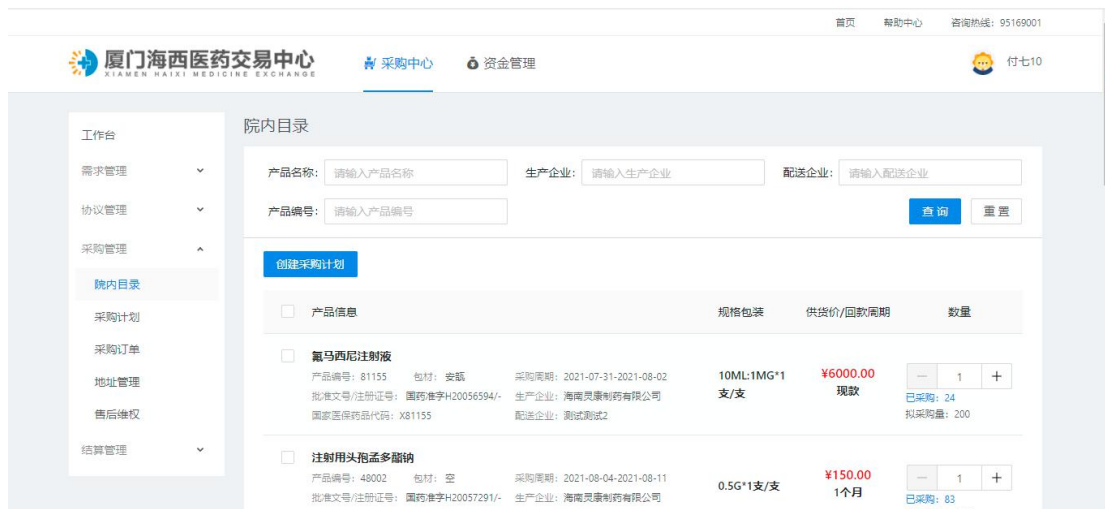 首页 帮助中心 咨询热线: 95169001
厦门海西医药交易中心
XIAMEN HAIXI MEDICINE EXCHANGE
采购中心 资金管理
付七10
工作台
需求管理
协议管理
采购管理
院内目录
采购计划
采购订单
地址管理
售后维权
结算管理
院内目录
产品名称: 请输入产品名称 生产企业: 请输入生产企业 配送企业: 请输入配送企业
产品编号: 请输入产品编号 查询 重置
创建采购计划
产品信息 规格包装 供货价/回款周期 数量
氟马西尼注射液
产品编号: 81155 包材: 安瓿 采购周期: 2021-07-31-2021-08-02
批准文号/注册证号: 国药准字H20056594/- 生产企业: 海南灵康制药有限公司
国家医保药品代码: X81155 配送企业: 测试测试2
10ML:1MG*1
支/支
¥6000.00
现款
1
已采购: 24
拟采购量: 200
注射用头孢孟多酯钠
产品编号: 48002 包材: 空 采购周期: 2021-08-04-2021-08-11
批准文号/注册证号: 国药准字H20057291/- 生产企业: 海南灵康制药有限公司
0.5G*1支/支
¥150.00
1个月
1
已采购: 83